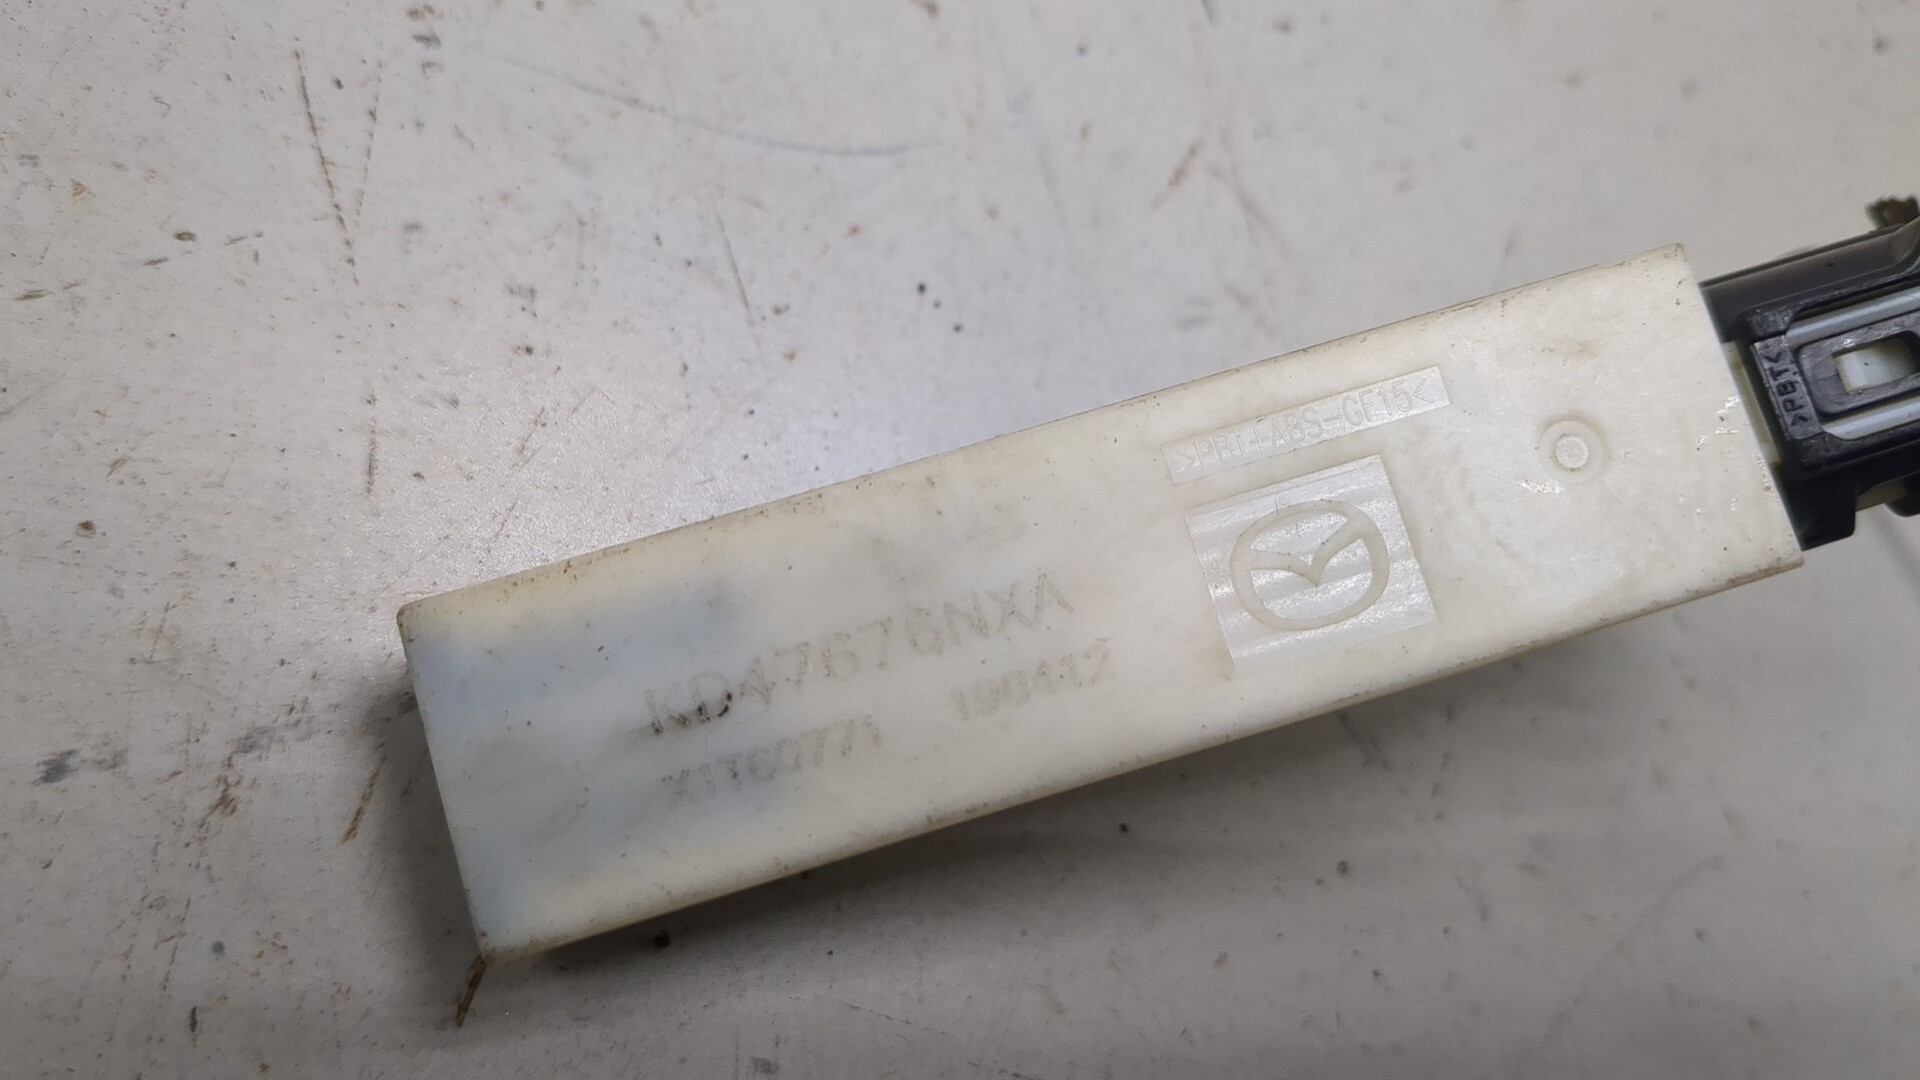 >PBT+ABS-GF15<
KD47676NXA
X1T60771 190412
>PBT<